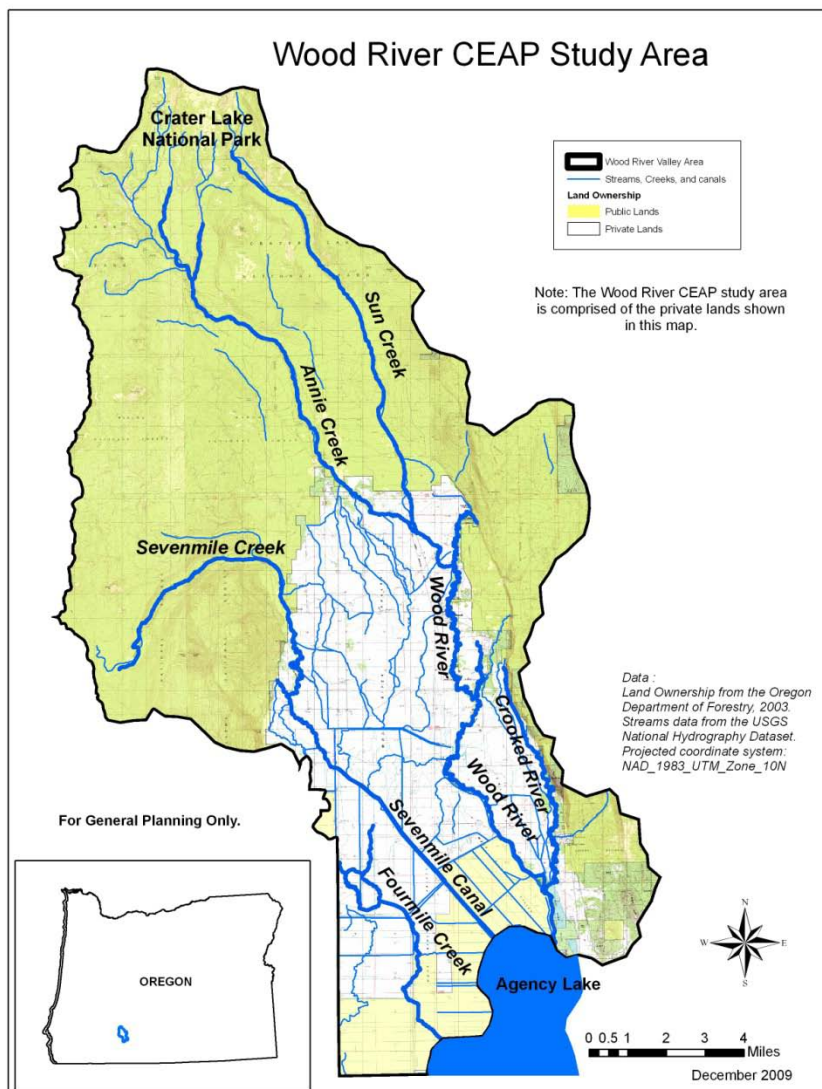 Wood River CEAP Study Area
Crater Lake
National Park
Wood River Valley Area
Streams, Creeks, and canals
Land Ownership
Public Lands
Private Lands
Note: The Wood River CEAP study area
is comprised of the private lands shown
in this map.
Sun Creek
Annie Creek
Sevenmile Creek
Wood River
Crooked River
Wood River
Data :
Land Ownership from the Oregon
Department of Forestry, 2003.
Streams data from the USGS
National Hydrography Dataset.
Projected coordinate system:
NAD_1983_UTM_Zone_10N
For General Planning Only.
Sevenmile Canal
Fourmile Creek
Agency Lake
OREGON
N
W
E
S
0 0.5 1 2 3 4
Miles
December 2009